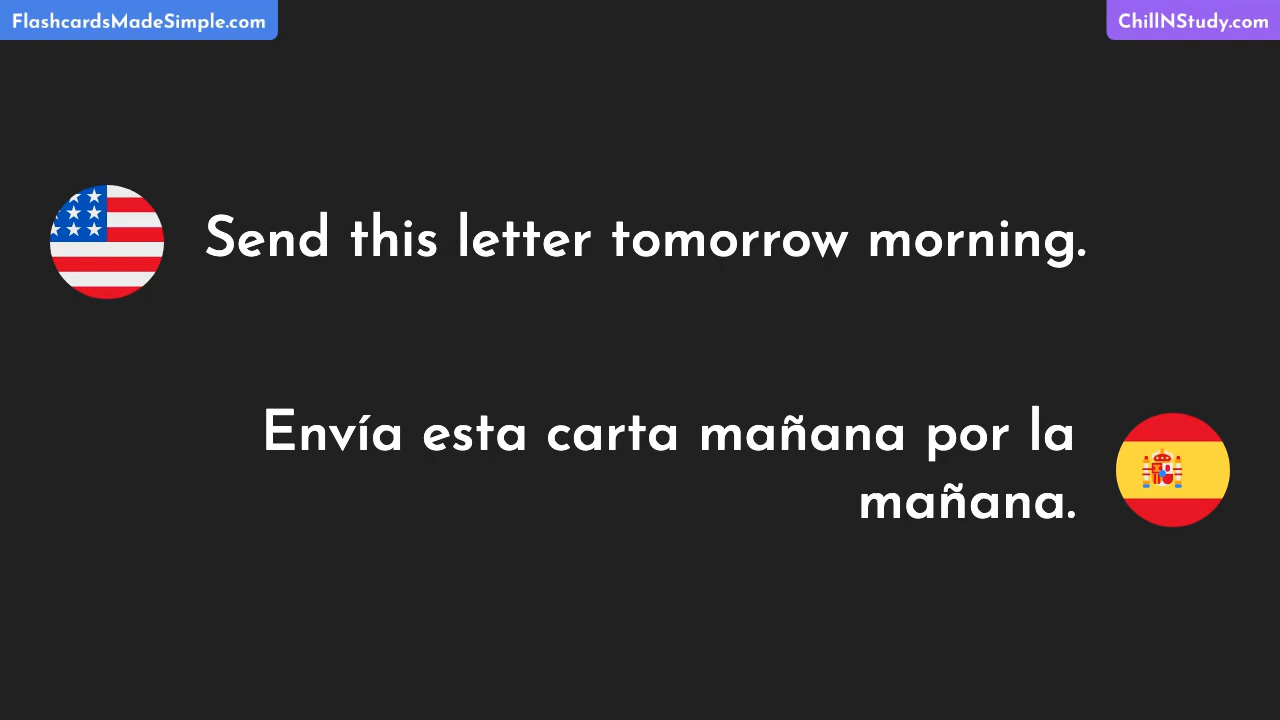 FlashcardsMadeSimple.com
ChillNStudy.com
Send this letter tomorrow morning.
Envía esta carta mañana por la
mañana.